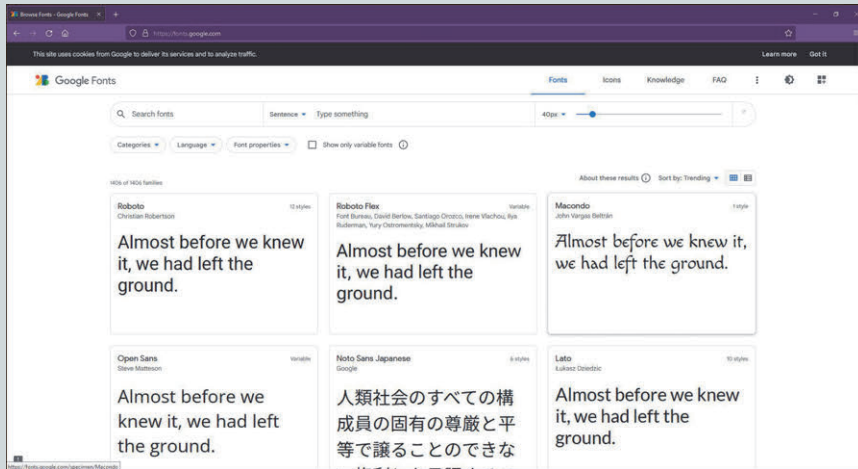 Browse Fonts - Google Fonts
https://fonts.google.com
This site uses cookies from Google to deliver its services and to analyze traffic.
Learn more Got it
Google Fonts
Fonts Icons Knowledge FAQ
Search fonts
Sentence Type something
40px
Categories Language Font properties Show only variable fonts
1406 of 1406 families
About these results Sort by: Trending
Roboto 12 styles
Christian Robertson
Almost before we knew
it, we had left the
ground.
Roboto Flex Variable
Font Bureau, David Berlow, Santiago Orozco, Irene Vlachou, Ilya
Ruderman, Yury Ostromentsky, Mikhail Strukov
Almost before we knew
it, we had left the
ground.
Macondo 1 style
John Vargas Beltrán
Almost before we knew it,
we had left the ground.
Open Sans Variable
Steve Matteson
Almost before we
knew it, we had left
the ground.
Noto Sans Japanese 6 styles
Google
人類社会のすべての構
成員の固有の尊厳と平
等で譲ることのできな
Lato 10 styles
Łukasz Dziedzic
Almost before we knew
it, we had left the
ground.
https://fonts.google.com/specimen/Macondo